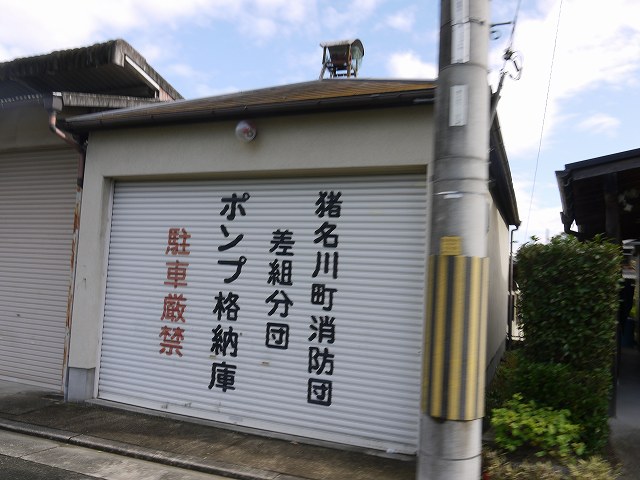 猪名川町消防団
差組分団
ポンプ格納庫
駐車厳禁